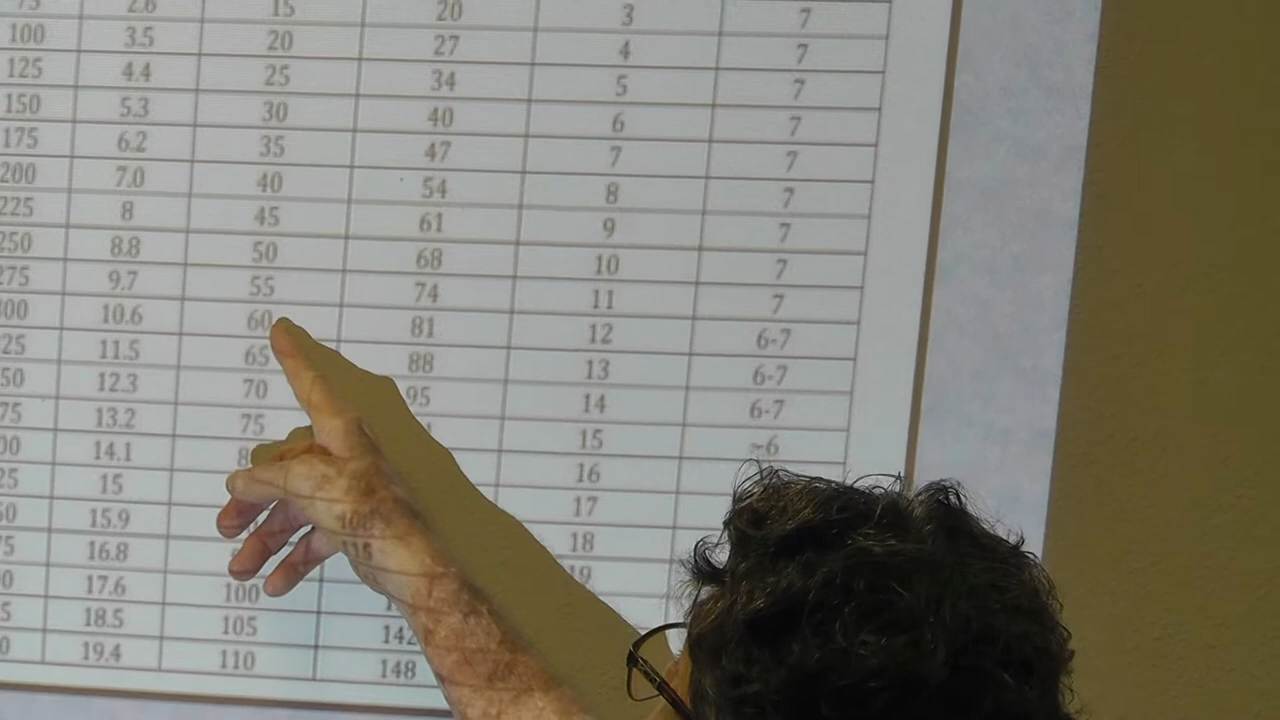 2.6 15 20 3 7
100 3.5 20 27 4 7
125 4.4 25 34 5 7
150 5.3 30 40 6 7
175 6.2 35 47 7 7
200 7.0 40 54 8 7
225 8 45 61 9 7
250 8.8 50 68 10 7
275 9.7 55 74 11 7
00 10.6 60 81 12 6-7
25 11.5 65 88 13 6-7
50 12.3 70 95 14 6-7
75 13.2 75 15 ~6
00 14.1 8 16
25 15 17
50 15.9 108 18
75 16.8 115 19
0 17.6 100
5 18.5 105 142
0 19.4 110 148